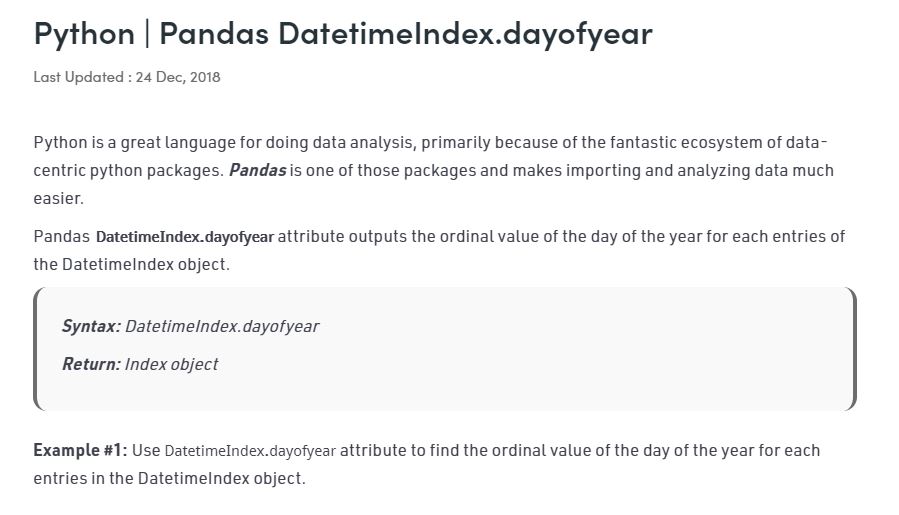 Python | Pandas DatetimeIndex.dayofyear
Last Updated : 24 Dec, 2018
Python is a great language for doing data analysis, primarily because of the fantastic ecosystem of data-
centric python packages. Pandas is one of those packages and makes importing and analyzing data much
easier.
Pandas DatetimeIndex.dayofyear attribute outputs the ordinal value of the day of the year for each entries of
the DatetimeIndex object.
Syntax: DatetimeIndex.dayofyear
Return: Index object
Example #1: Use DatetimeIndex.dayofyear attribute to find the ordinal value of the day of the year for each
entries in the DatetimeIndex object.